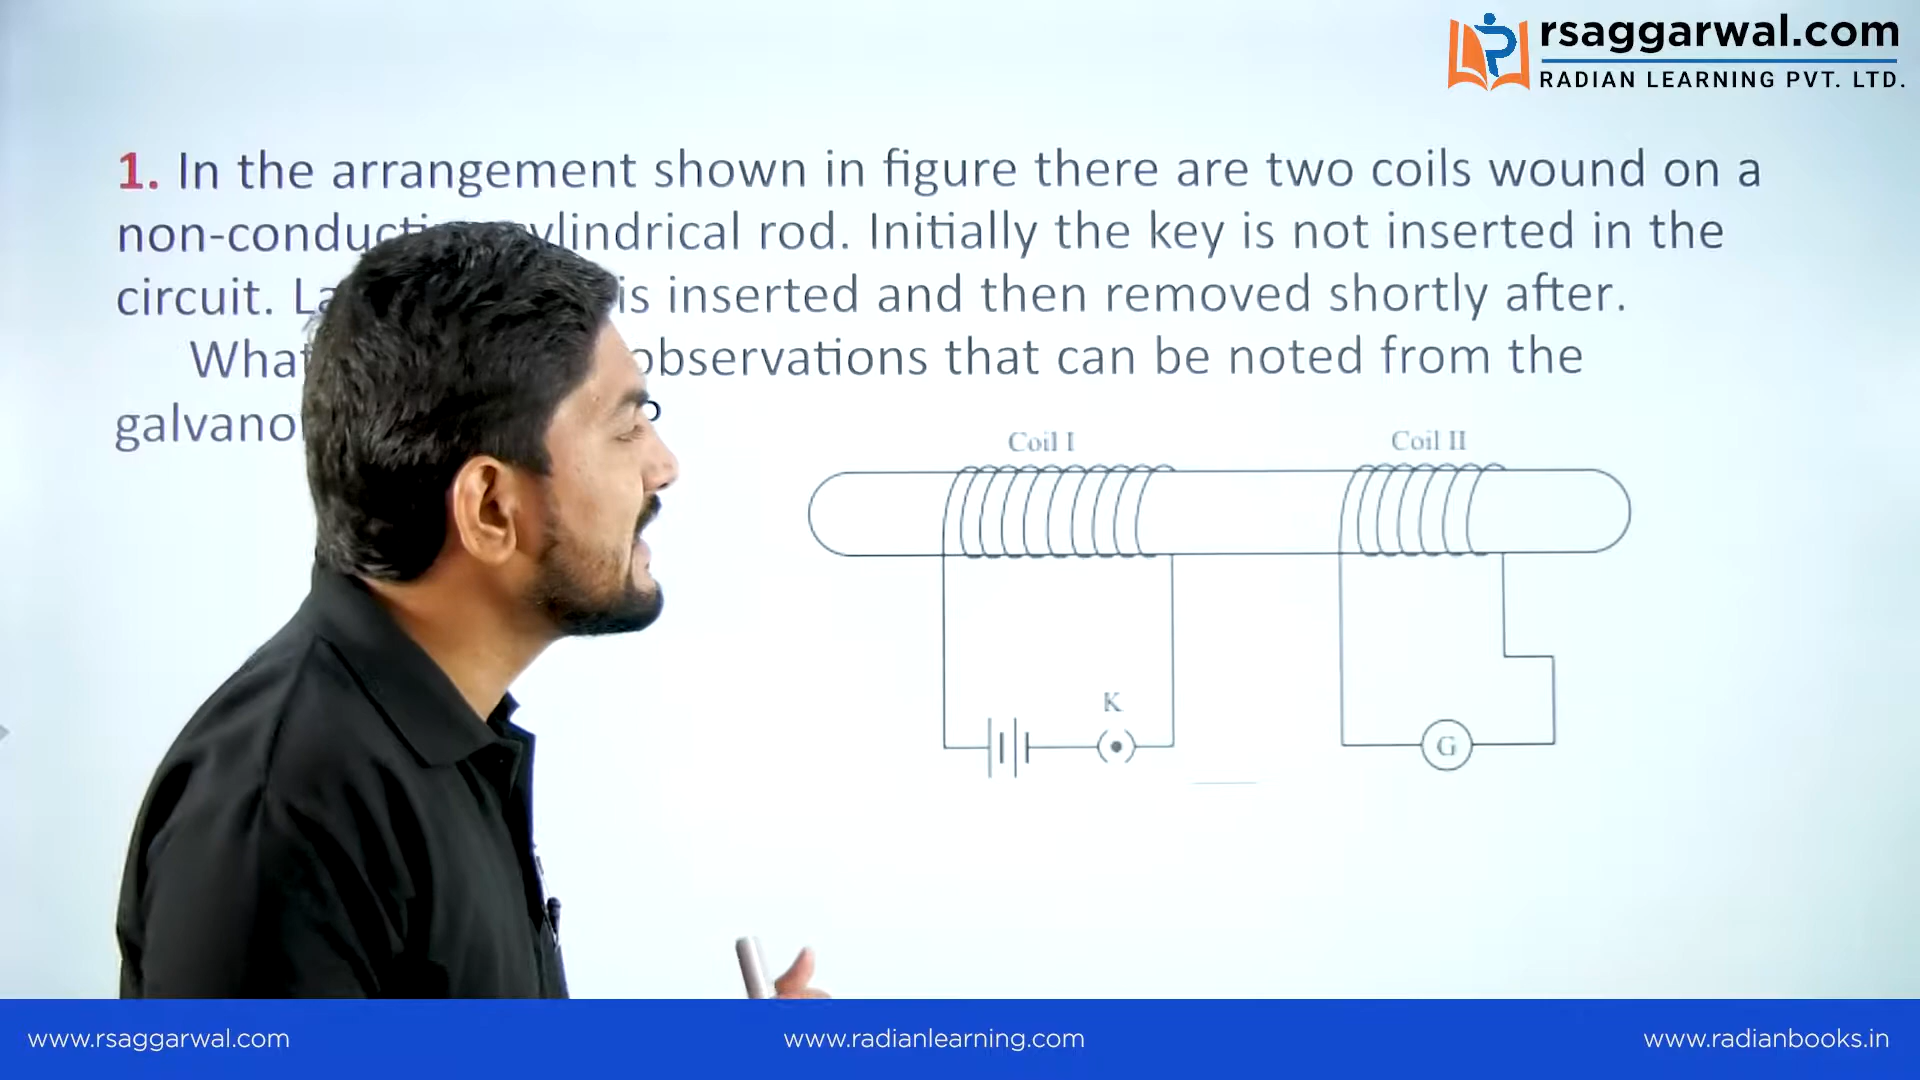 rsaggarwal.com
RADIAN LEARNING PVT. LTD.
1. In the arrangement shown in figure there are two coils wound on a
non-conducti ylindrical rod. Initially the key is not inserted in the
circuit. La is inserted and then removed shortly after.
What observations that can be noted from the
galvano
Coil I
Coil II
K
G
www.rsaggarwal.com
www.radianlearning.com
www.radianbooks.in